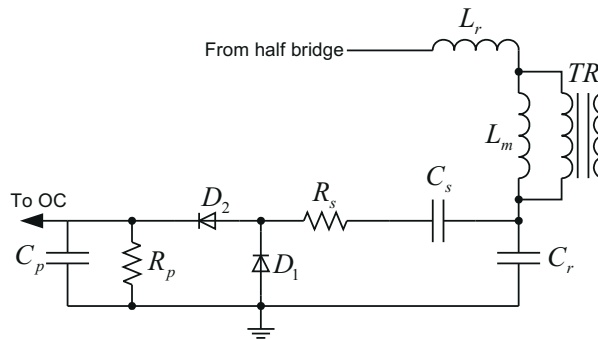 L_r
From half bridge
TR
L_m
C_s
R_s
D_2
To OC
C_p
R_p
D_1
C_r